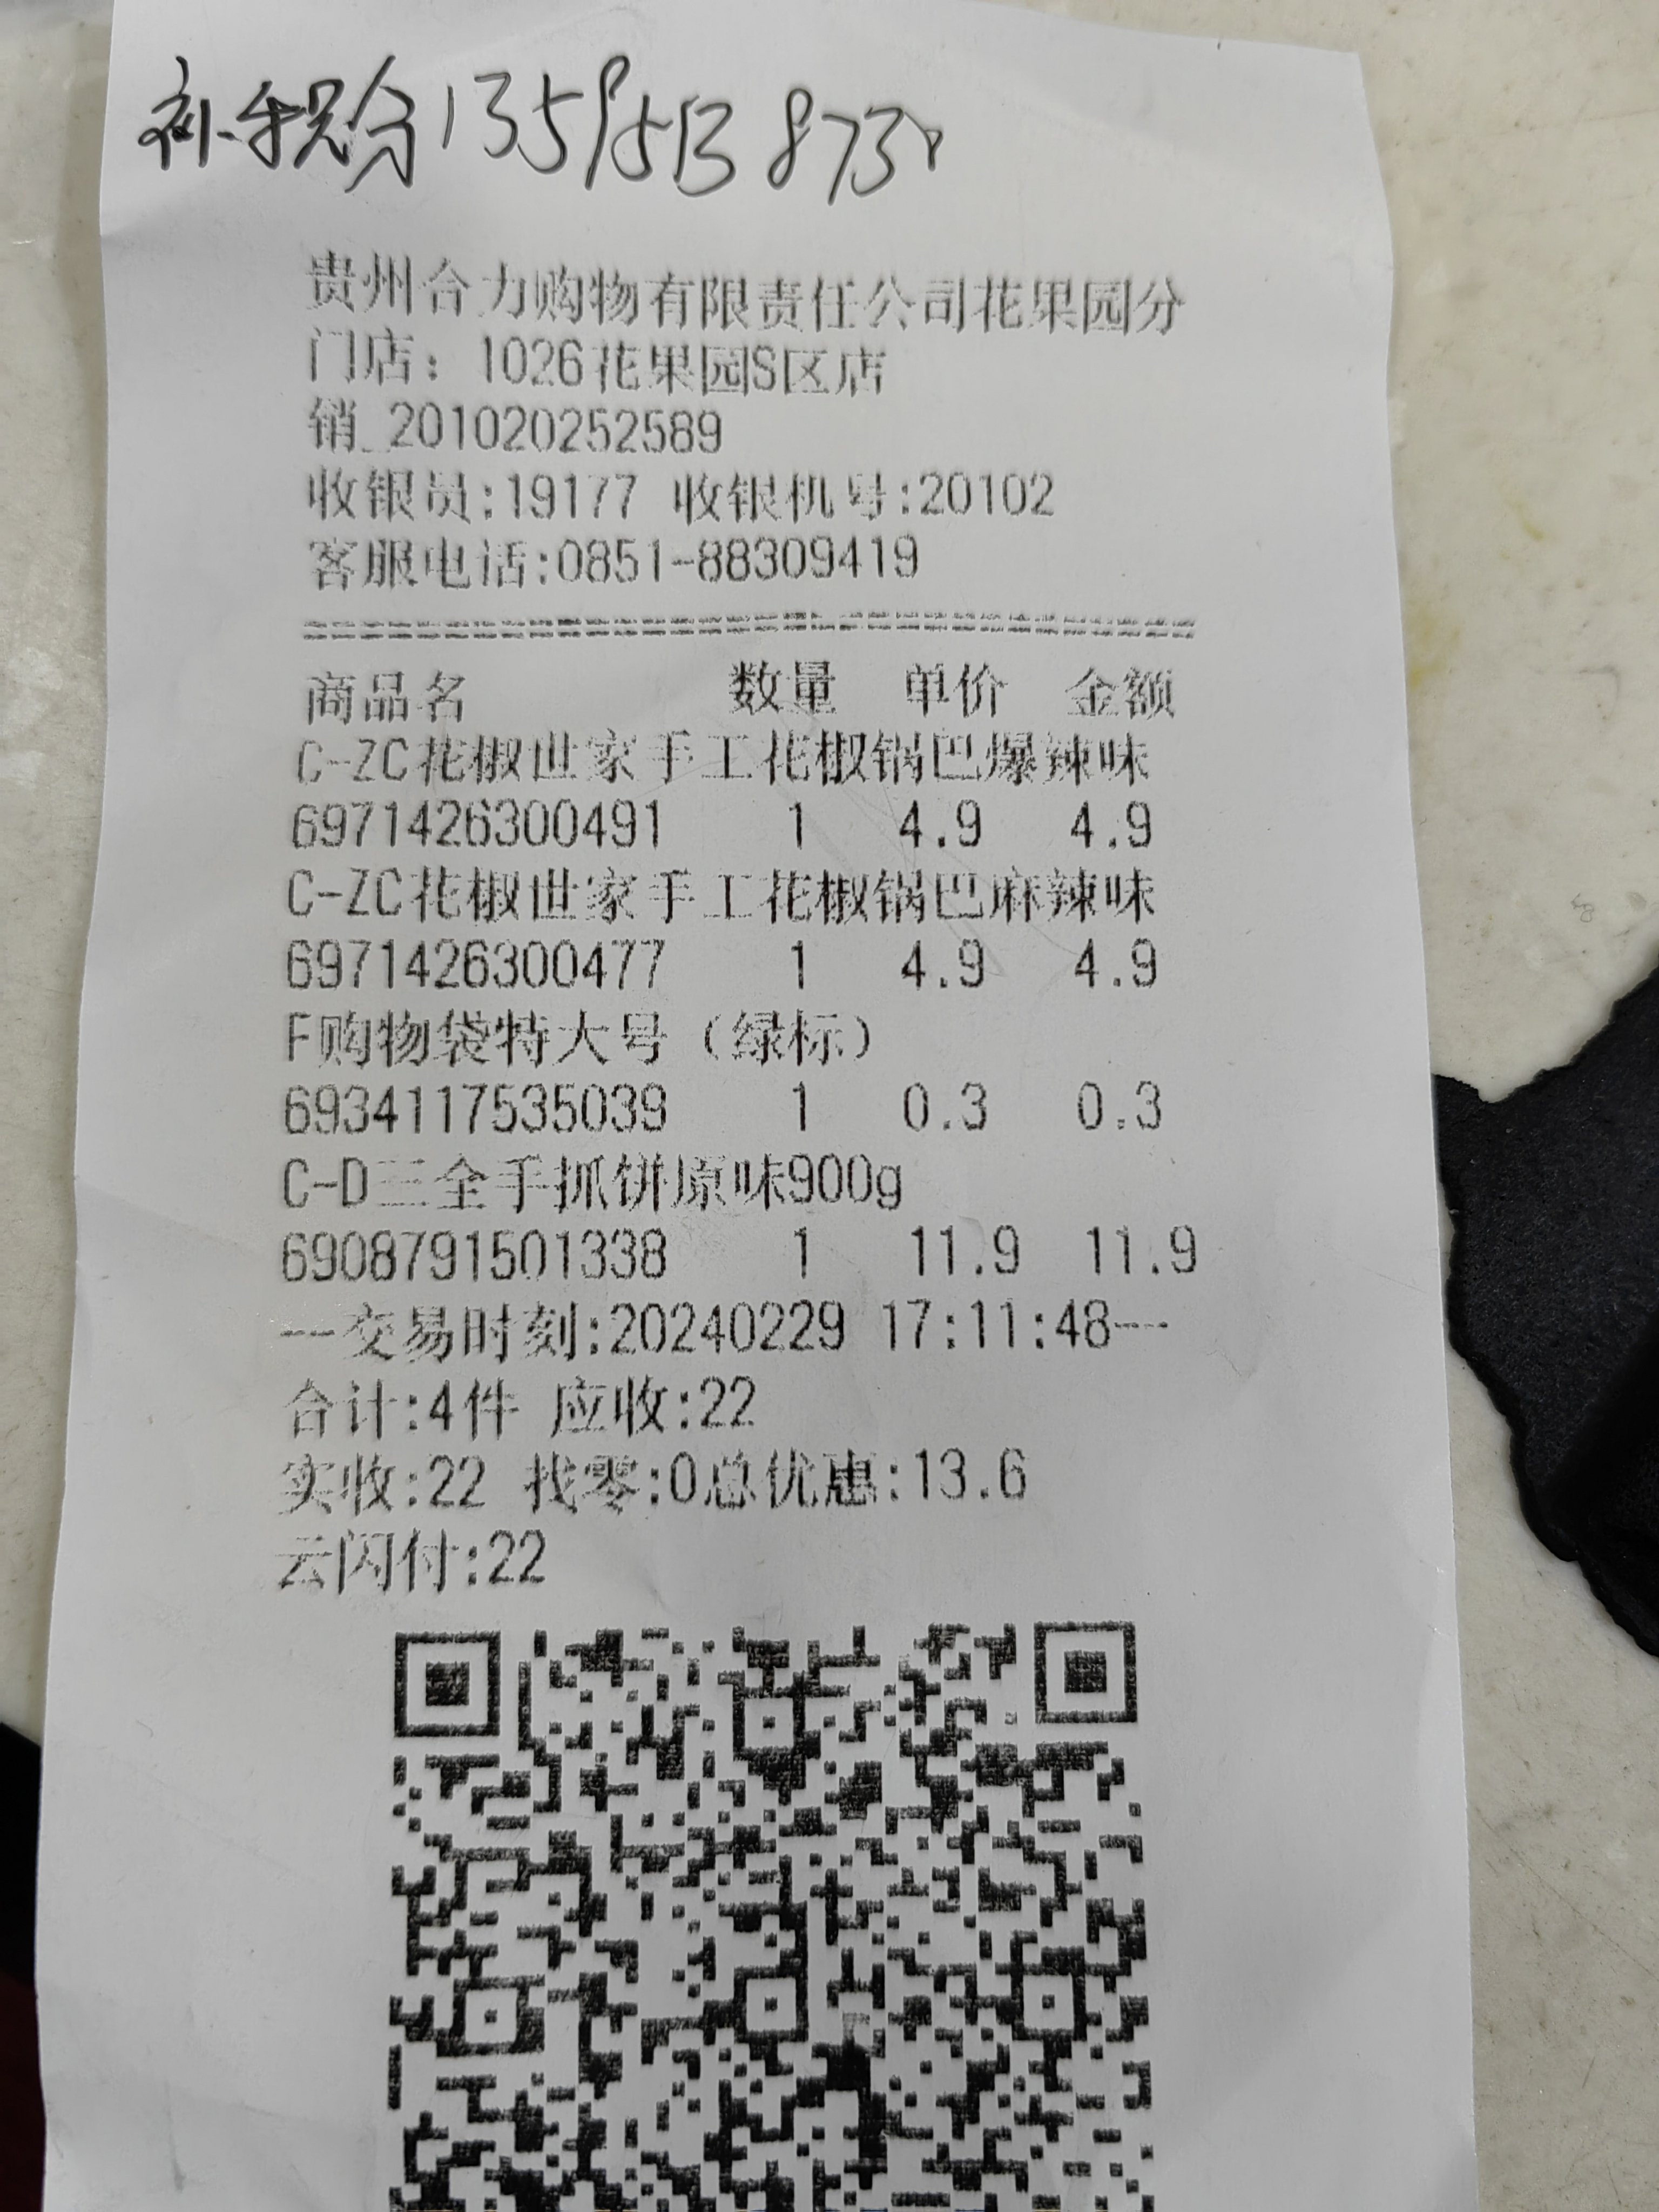 补积分
贵州合力购物有限责任公司花果园分
门店：1026花果园S区店
销_201020252589
收银员:19177 收银机号:20102
客服电话:0851-88309419
商品名 数量 单价 金额
C-ZC花椒世家手工花椒锅巴爆辣味
6971426300491 1 4.9 4.9
C-ZC花椒世家手工花椒锅巴麻辣味
6971426300477 1 4.9 4.9
F购物袋特大号（绿标）
6934117535039 1 0.3 0.3
C-D三全手抓饼原味900g
6908791501338 1 11.9 11.9
--交易时刻:20240229 17:11:48---
合计:4件 应收:22
实收:22 找零:0总优惠:13.6
云闪付:22